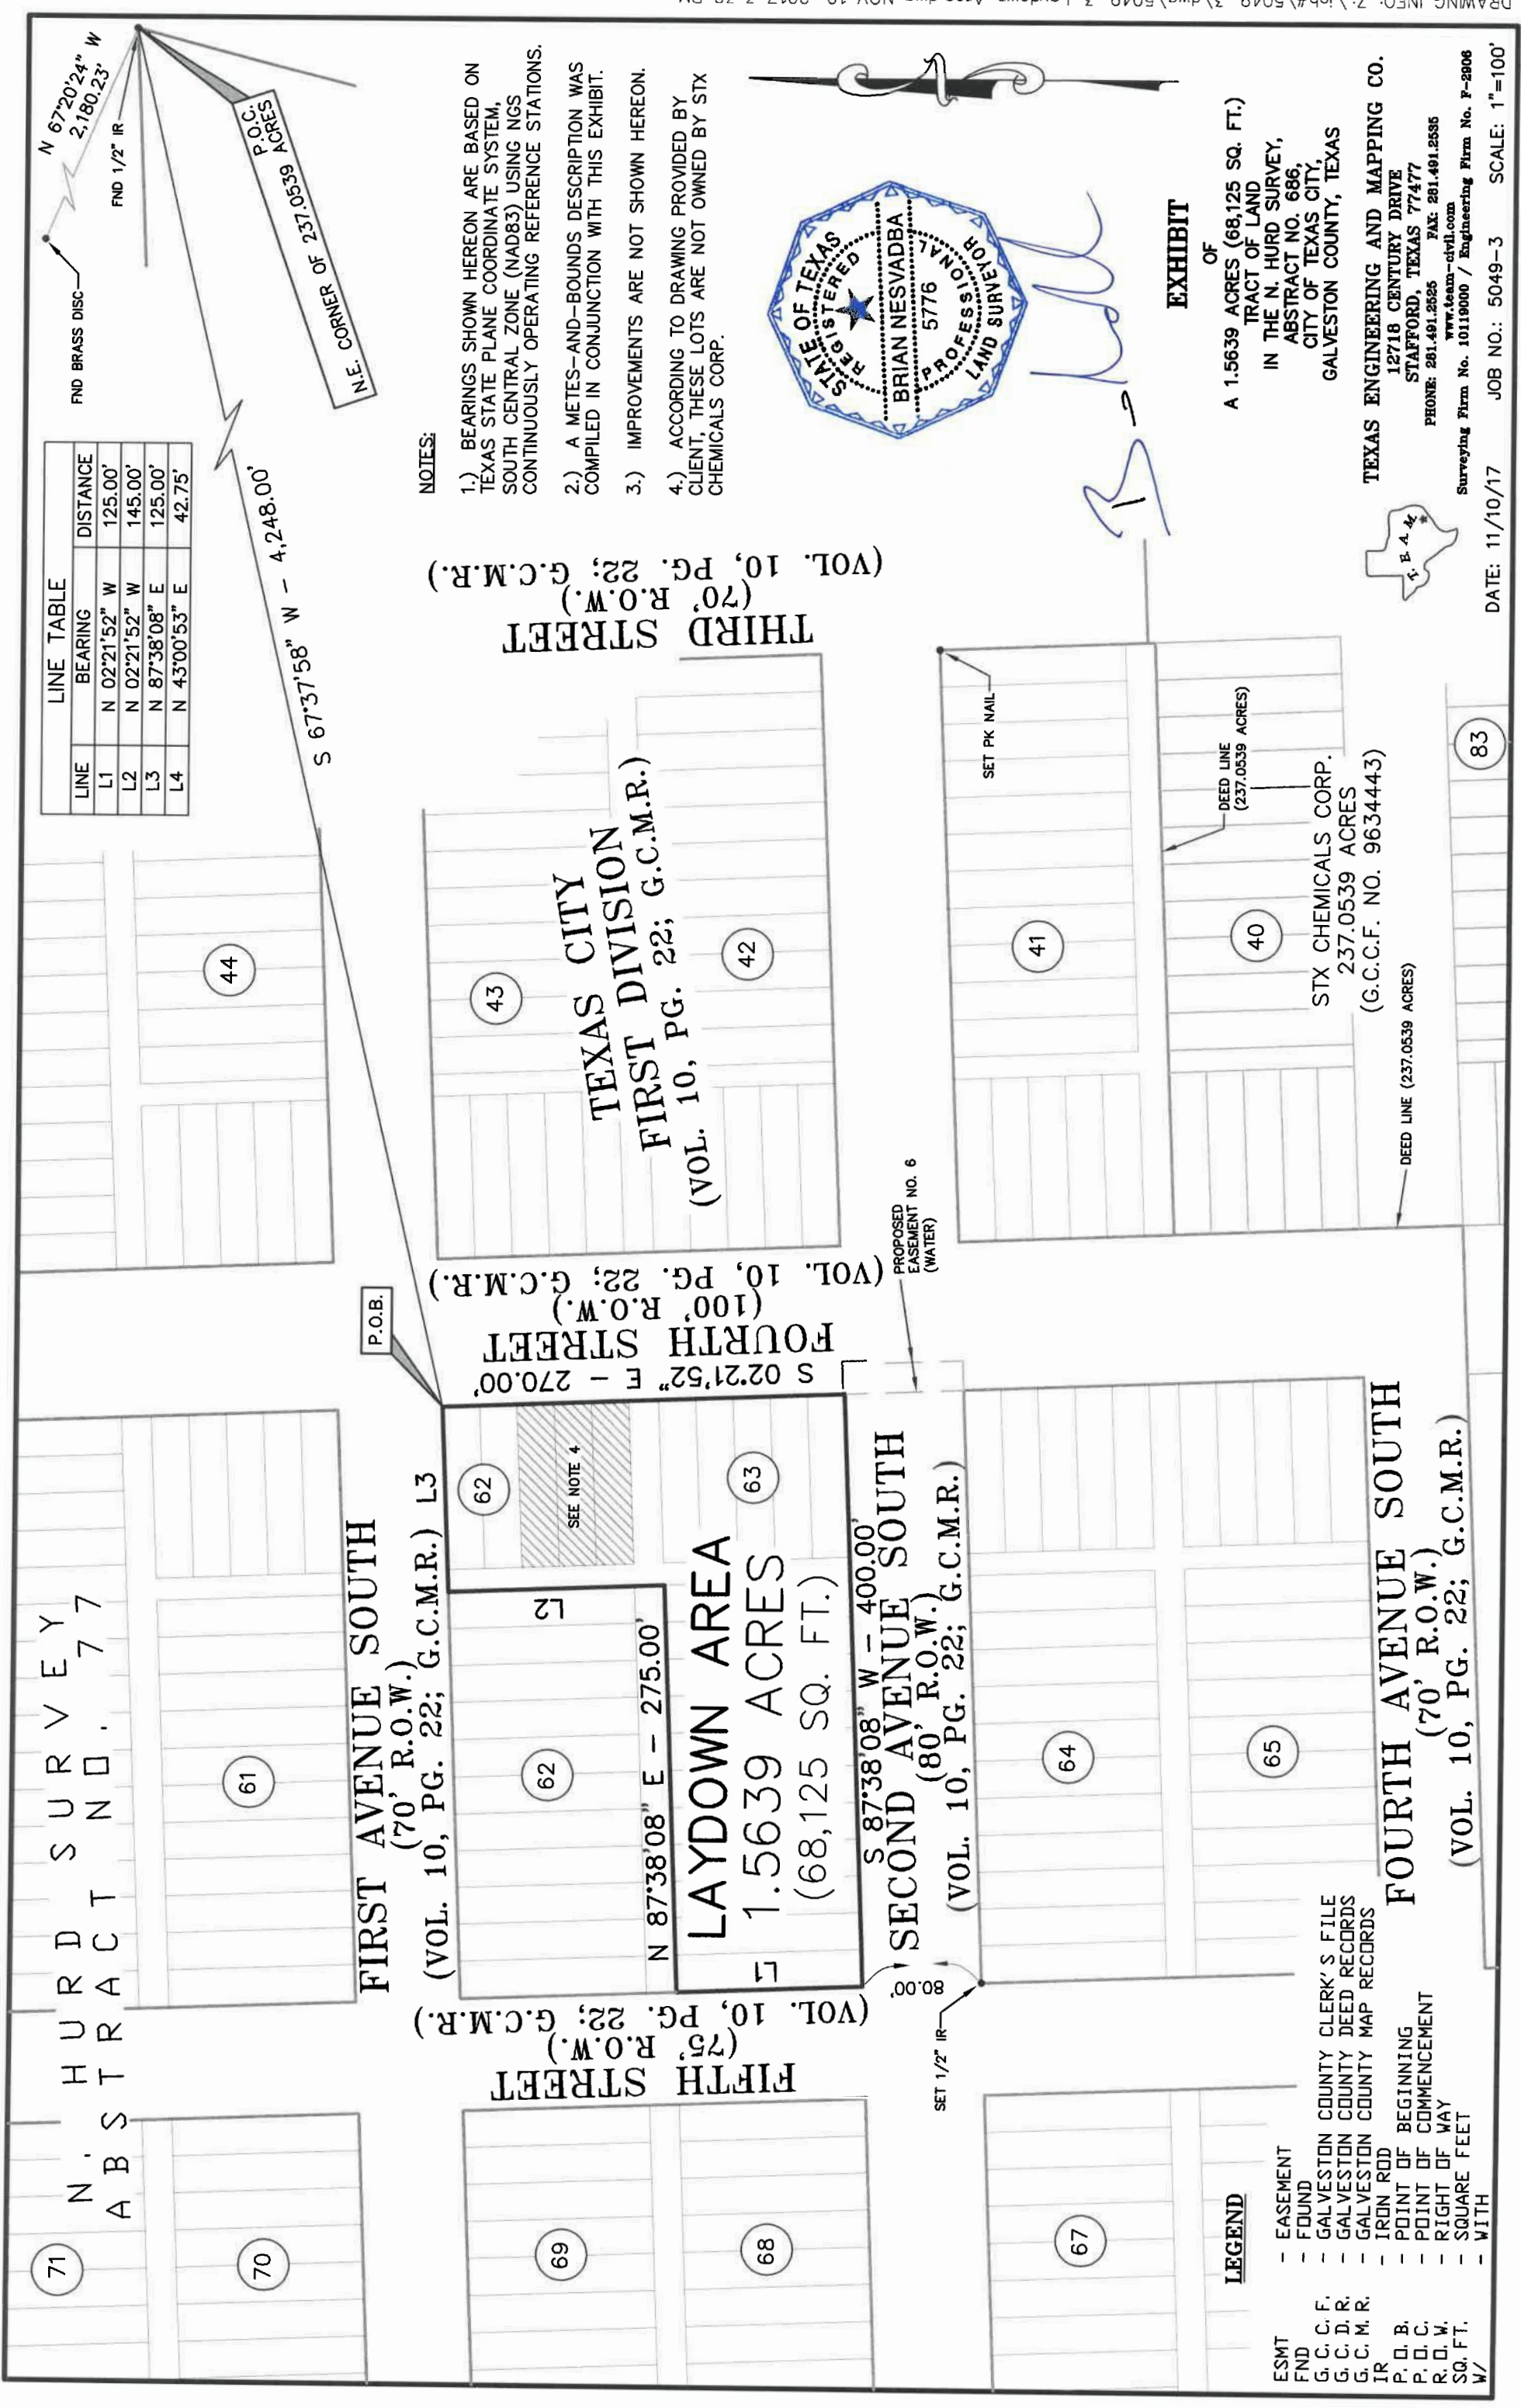 N. HURD SURVEY
ABSTRACT NO. 77
71
70
69
68
67
61
62
62
63
64
65
44
43
42
41
40
83
FIRST AVENUE SOUTH
(70' R.O.W.)
(VOL. 10, PG. 22; G.C.M.R.)
L3
P.O.B.
S 67°37'58" W - 4,248.00'
LINE TABLE
LINE BEARING DISTANCE
L1 N 02°21'52" W 125.00'
L2 N 02°21'52" W 145.00'
L3 N 87°38'08" E 125.00'
L4 N 43°00'53" E 42.75'
FND BRASS DISC
N 67°20'24" W
2,180.23'
FND 1/2" IR
P.O.C.
N.E. CORNER OF 237.0539 ACRES
FIFTH STREET
(75' R.O.W.)
(VOL. 10, PG. 22; G.C.M.R.)
L2
N 87°38'08" E - 275.00'
SEE NOTE 4
LAYDOWN AREA
1.5639 ACRES
(68,125 SQ. FT.)
L1
S 87°38'08" W - 400.00'
S 02°21'52" E - 270.00'
FOURTH STREET
(100' R.O.W.)
(VOL. 10, PG. 22; G.C.M.R.)
SECOND AVENUE SOUTH
(80' R.O.W.)
(VOL. 10, PG. 22; G.C.M.R.)
80.00'
SET 1/2" IR
PROPOSED
EASEMENT NO. 6
(WATER)
TEXAS CITY
FIRST DIVISION
(VOL. 10, PG. 22; G.C.M.R.)
THIRD STREET
(70' R.O.W.)
(VOL. 10, PG. 22; G.C.M.R.)
SET PK NAIL
DEED LINE
(237.0539 ACRES)
STX CHEMICALS CORP.
237.0539 ACRES
(G.C.C.F. NO. 9634443)
DEED LINE (237.0539 ACRES)
FOURTH AVENUE SOUTH
(70' R.O.W.)
(VOL. 10, PG. 22; G.C.M.R.)
LEGEND
ESMT - EASEMENT
FND - FOUND
G.C.C.F. - GALVESTON COUNTY CLERK'S FILE
G.C.D.R. - GALVESTON COUNTY DEED RECORDS
G.C.M.R. - GALVESTON COUNTY MAP RECORDS
IR - IRON ROD
P.O.B. - POINT OF BEGINNING
P.O.C. - POINT OF COMMENCEMENT
R.O.W. - RIGHT OF WAY
SQ.FT. - SQUARE FEET
W/ - WITH
NOTES:
1.) BEARINGS SHOWN HEREON ARE BASED ON
TEXAS STATE PLANE COORDINATE SYSTEM,
SOUTH CENTRAL ZONE (NAD83) USING NGS
CONTINUOUSLY OPERATING REFERENCE STATIONS.
2.) A METES-AND-BOUNDS DESCRIPTION WAS
COMPILED IN CONJUNCTION WITH THIS EXHIBIT.
3.) IMPROVEMENTS ARE NOT SHOWN HEREON.
4.) ACCORDING TO DRAWING PROVIDED BY
CLIENT, THESE LOTS ARE NOT OWNED BY STX
CHEMICALS CORP.
STATE OF TEXAS
REGISTERED
BRIAN NESVADBA
5776
PROFESSIONAL
LAND SURVEYOR
EXHIBIT
OF
A 1.5639 ACRES (68,125 SQ. FT.)
TRACT OF LAND
IN THE N. HURD SURVEY,
ABSTRACT NO. 686,
CITY OF TEXAS CITY,
GALVESTON COUNTY, TEXAS
T E A M
TEXAS ENGINEERING AND MAPPING CO.
12718 CENTURY DRIVE
STAFFORD, TEXAS 77477
PHONE: 281.491.2525 FAX: 281.491.2535
www.team-civil.com
Surveying Firm No. 10119000 / Engineering Firm No. F-2906
DATE: 11/10/17 JOB NO.: 5049-3 SCALE: 1"=100'
DRAWING INFO: